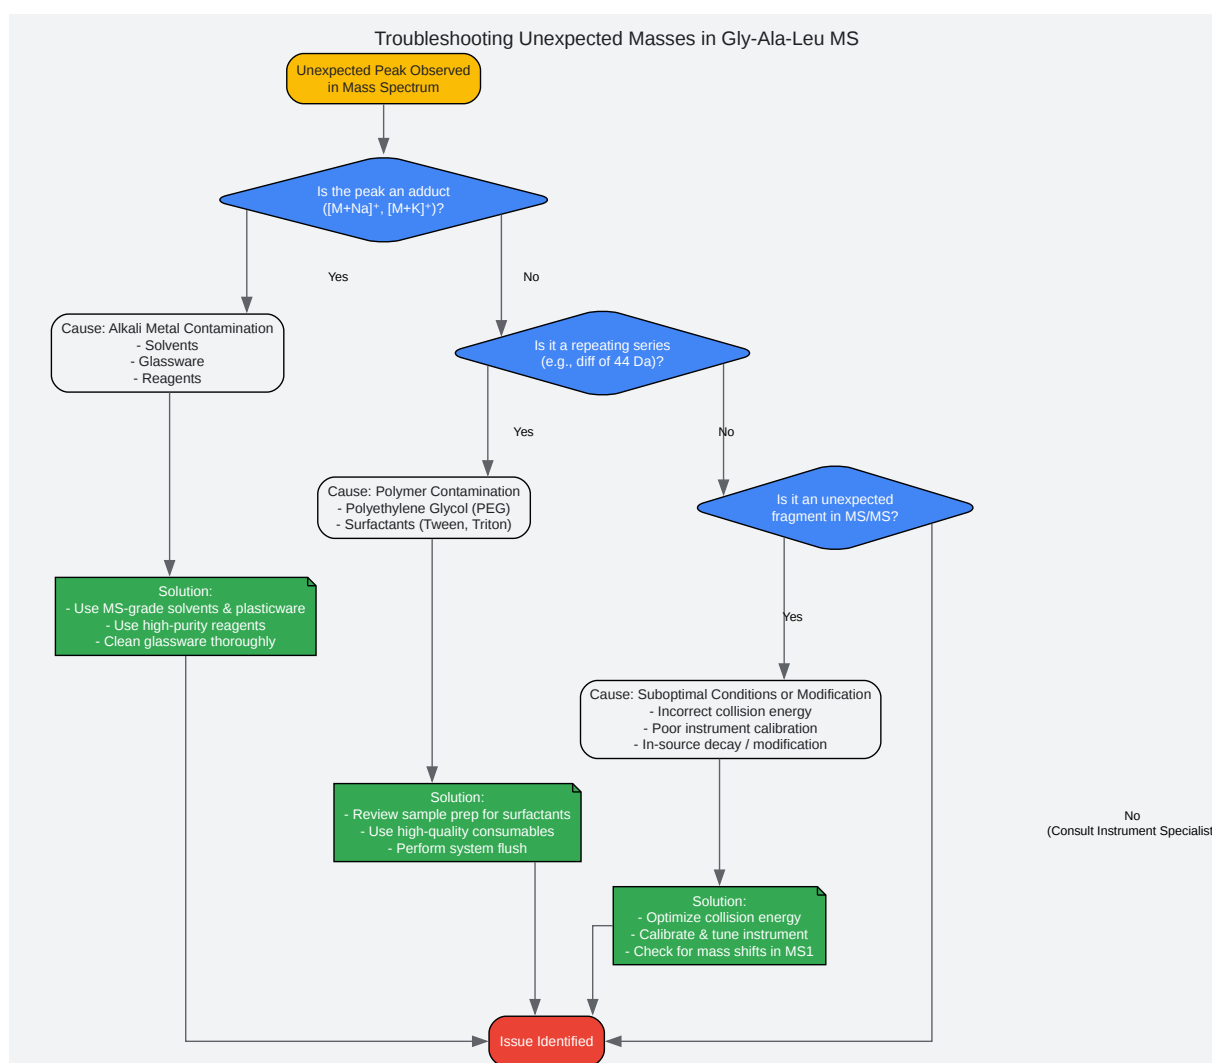 Troubleshooting Unexpected Masses in Gly-Ala-Leu MS
Unexpected Peak Observed
in Mass Spectrum
Is the peak an adduct
([M+Na]⁺, [M+K]⁺)?
Yes
No
Cause: Alkali Metal Contamination
- Solvents
- Glassware
- Reagents
Is it a repeating series
(e.g., diff of 44 Da)?
Yes
No
Cause: Polymer Contamination
- Polyethylene Glycol (PEG)
- Surfactants (Tween, Triton)
Is it an unexpected
fragment in MS/MS?
Solution:
- Use MS-grade solvents & plasticware
- Use high-purity reagents
- Clean glassware thoroughly
Yes
Cause: Suboptimal Conditions or Modification
- Incorrect collision energy
- Poor instrument calibration
- In-source decay / modification
Solution:
- Review sample prep for surfactants
- Use high-quality consumables
- Perform system flush
No
(Consult Instrument Specialist
Solution:
- Optimize collision energy
- Calibrate & tune instrument
- Check for mass shifts in MS1
Issue Identified